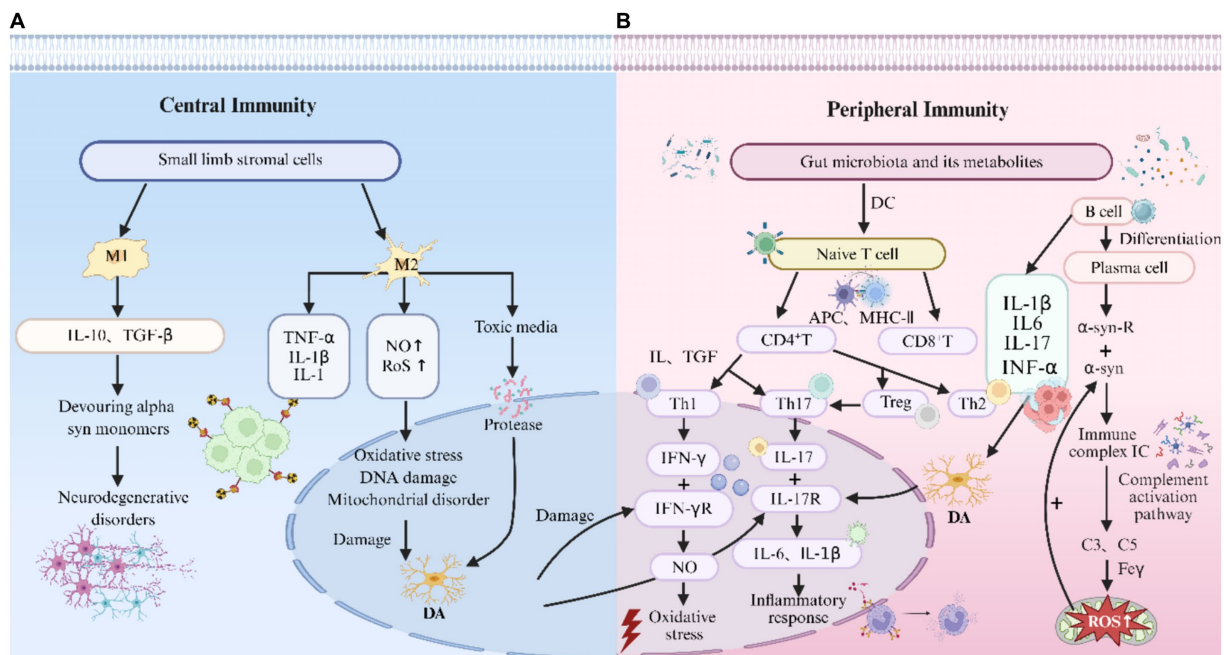 A
Central Immunity
Small limb stromal cells
M1
M2
IL-10、TGF-β
TNF-α
IL-1β
IL-1
NO↑
RoS ↑
Toxic media
Devouring alpha
syn monomers
Protease
Neurodegenerative
disorders
Oxidative stress
DNA damage
Mitochondrial disorder
Damage
DA
Damage
B
Peripheral Immunity
Gut microbiota and its metabolites
DC
Naive T cell
APC、MHC-Ⅱ
CD4⁺T
CD8⁺T
IL、TGF
Th1
Th17
Treg
Th2
IFN-γ
+
IFN-γR
NO
Oxidative
stress
IL-17
+
IL-17R
IL-6、IL-1β
Inflammatory
response
B cell
Differentiation
Plasma cell
IL-1β
IL6
IL-17
INF-α
DA
α-syn-R
+
α-syn
Immune
complex IC
Complement
activation
pathway
+
C3、C5
Feγ
ROS↑